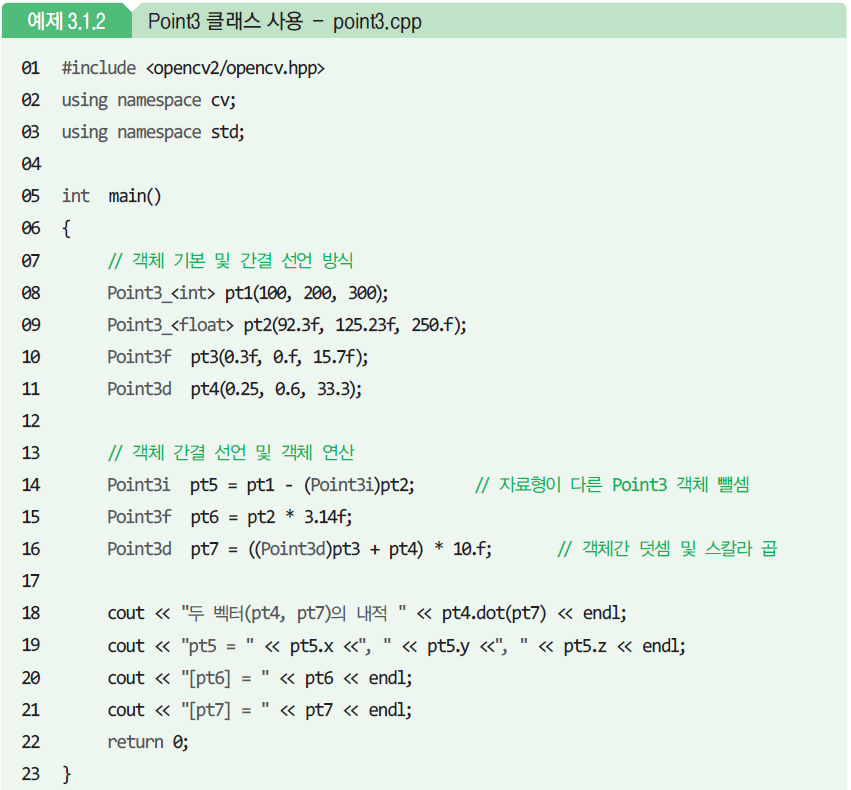 예제 3.1.2 Point3 클래스 사용 – point3.cpp
01 #include <opencv2/opencv.hpp>
02 using namespace cv;
03 using namespace std;
04
05 int main()
06 {
07 // 객체 기본 및 간결 선언 방식
08 Point3_<int> pt1(100, 200, 300);
09 Point3_<float> pt2(92.3f, 125.23f, 250.f);
10 Point3f pt3(0.3f, 0.f, 15.7f);
11 Point3d pt4(0.25, 0.6, 33.3);
12
13 // 객체 간결 선언 및 객체 연산
14 Point3i pt5 = pt1 - (Point3i)pt2; // 자료형이 다른 Point3 객체 뺄셈
15 Point3f pt6 = pt2 * 3.14f;
16 Point3d pt7 = ((Point3d)pt3 + pt4) * 10.f; // 객체간 덧셈 및 스칼라 곱
17
18 cout << "두 벡터(pt4, pt7)의 내적 " << pt4.dot(pt7) << endl;
19 cout << "pt5 = " << pt5.x <<", " << pt5.y <<", " << pt5.z << endl;
20 cout << "[pt6] = " << pt6 << endl;
21 cout << "[pt7] = " << pt7 << endl;
22 return 0;
23 }